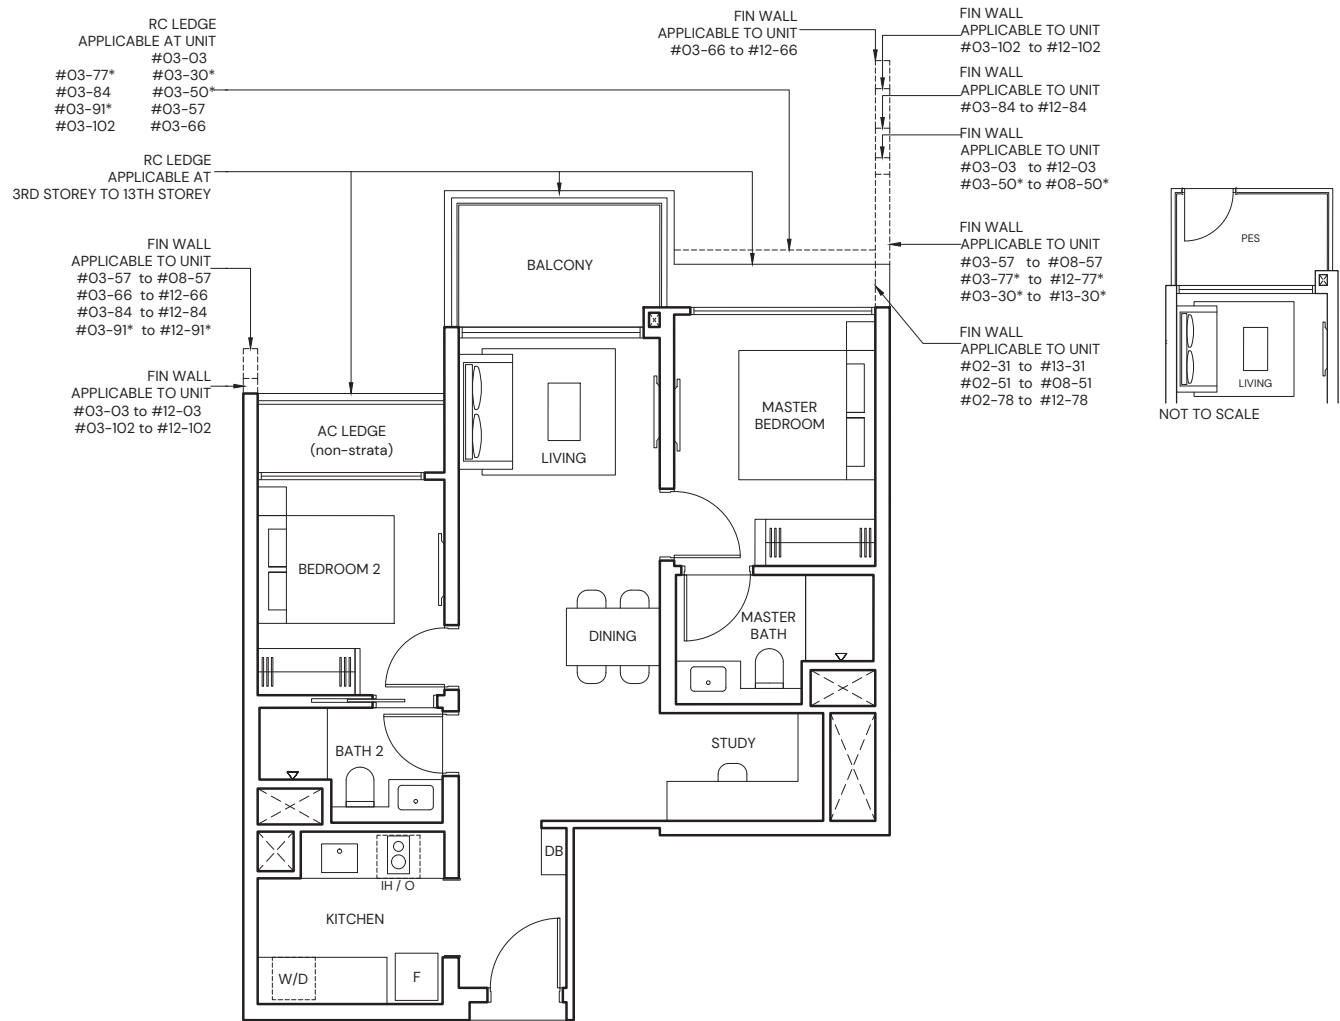 RC LEDGE
APPLICABLE AT UNIT
#03-03
#03-77* #03-30*
#03-84 #03-50*
#03-91* #03-57
#03-102 #03-66
RC LEDGE
APPLICABLE AT
3RD STOREY TO 13TH STOREY
FIN WALL
APPLICABLE TO UNIT
#03-57 to #08-57
#03-66 to #12-66
#03-84 to #12-84
#03-91* to #12-91*
FIN WALL
APPLICABLE TO UNIT
#03-03 to #12-03
#03-102 to #12-102
FIN WALL
APPLICABLE TO UNIT
#03-66 to #12-66
FIN WALL
APPLICABLE TO UNIT
#03-102 to #12-102
FIN WALL
APPLICABLE TO UNIT
#03-84 to #12-84
FIN WALL
APPLICABLE TO UNIT
#03-03 to #12-03
#03-50* to #08-50*
FIN WALL
APPLICABLE TO UNIT
#03-57 to #08-57
#03-77* to #12-77*
#03-30* to #13-30*
FIN WALL
APPLICABLE TO UNIT
#02-31 to #13-31
#02-51 to #08-51
#02-78 to #12-78
BALCONY
AC LEDGE
(non-strata)
LIVING
MASTER
BEDROOM
BEDROOM 2
DINING
MASTER
BATH
BATH 2
STUDY
DB
IH / O
KITCHEN
W/D
F
PES
LIVING
NOT TO SCALE